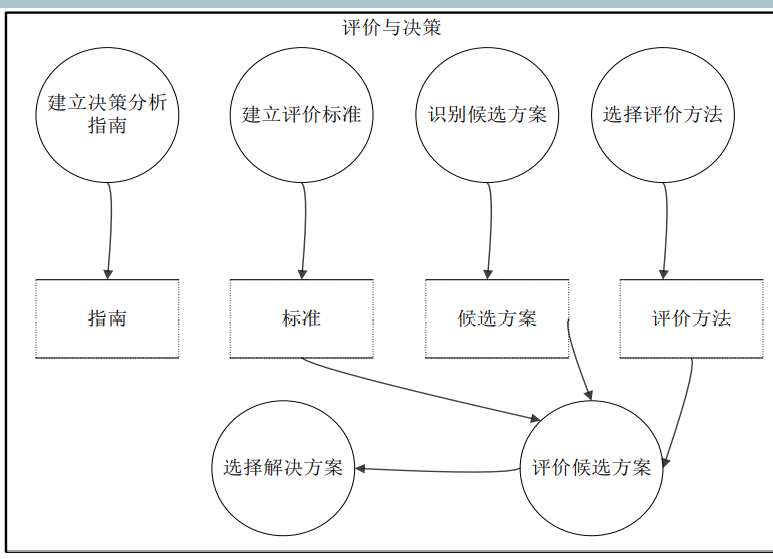 评价与决策
建立决策分析
指南
建立评价标准
识别候选方案
选择评价方法
指南
标准
候选方案
评价方法
选择解决方案
评价候选方案